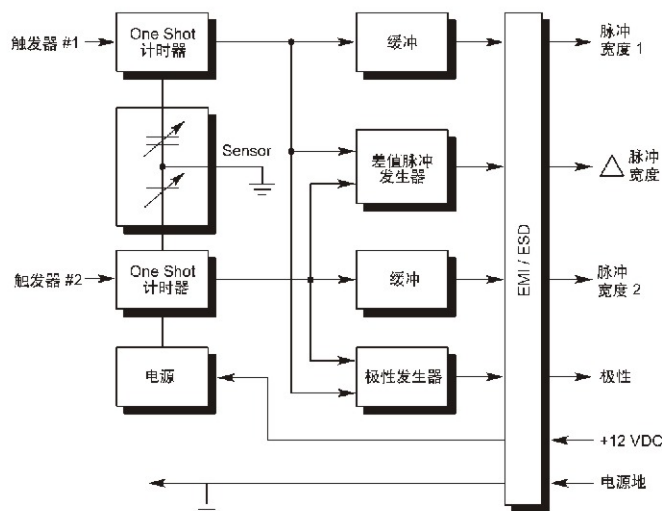 触发器 #1
One Shot
计时器
缓冲
脉冲
宽度 1
Sensor
差值脉冲
发生器
△ 脉冲
宽度
触发器 #2
One Shot
计时器
缓冲
EMI / ESD
脉冲
宽度 2
电源
极性发生器
极性
+12 VDC
电源地